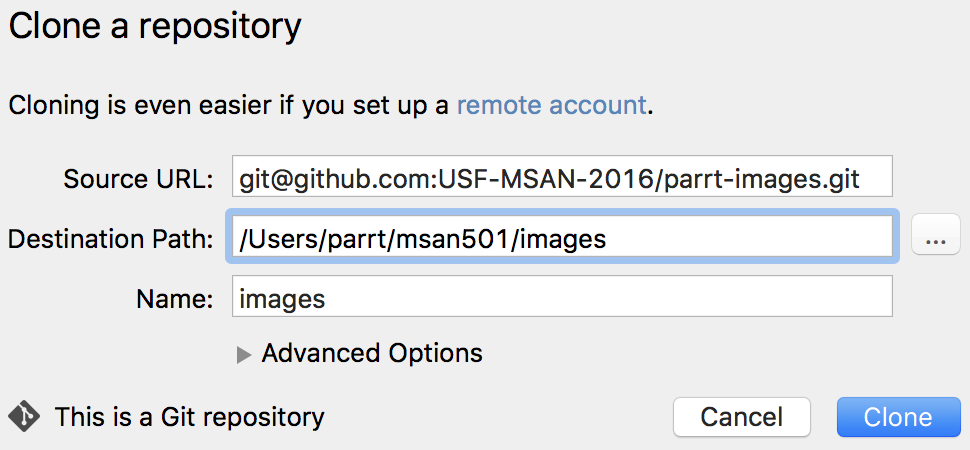 Clone a repository
Cloning is even easier if you set up a remote account.
Source URL: git@github.com:USF-MSAN-2016/parrt-images.git
Destination Path: /Users/parrt/msan501/images ...
Name: images
Advanced Options
This is a Git repository Cancel Clone